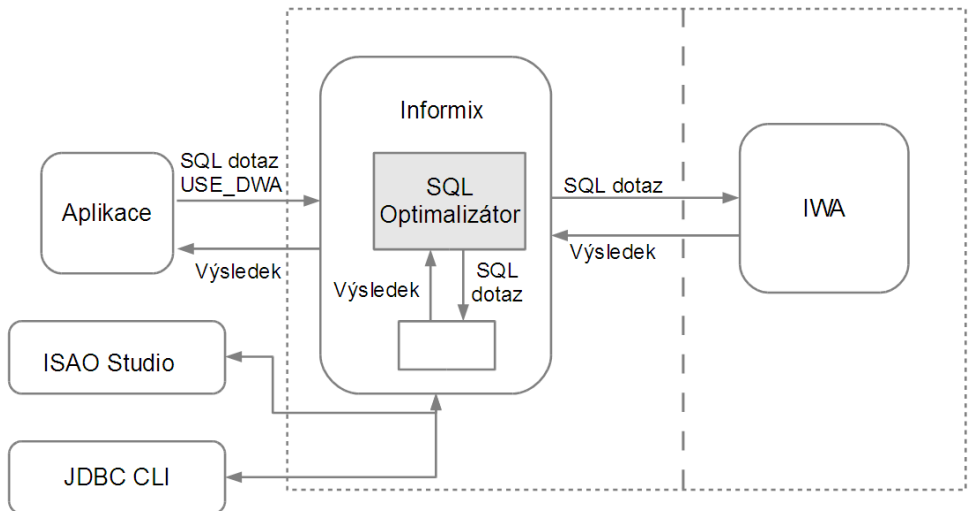 Informix
SQL dotaz
USE_DWA
Aplikace
Výsledek
SQL
Optimalizátor
SQL dotaz
Výsledek
IWA
Výsledek
SQL
dotaz
ISAO Studio
JDBC CLI